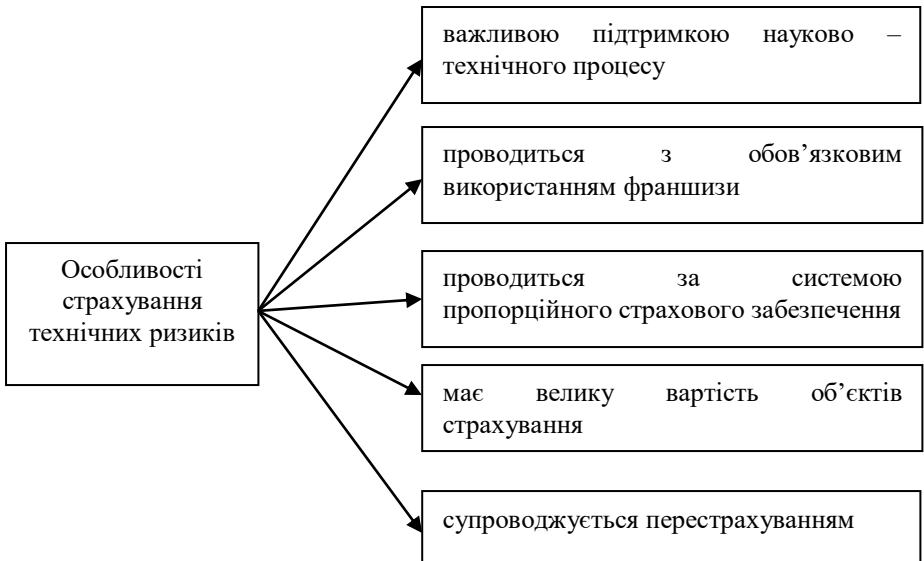 важливою підтримкою науково –
технічного процесу
проводиться з обов’язковим
використанням франшизи
Особливості
страхування
технічних ризиків
проводиться за системою
пропорційного страхового забезпечення
має велику вартість об’єктів
страхування
супроводжується перестрахуванням